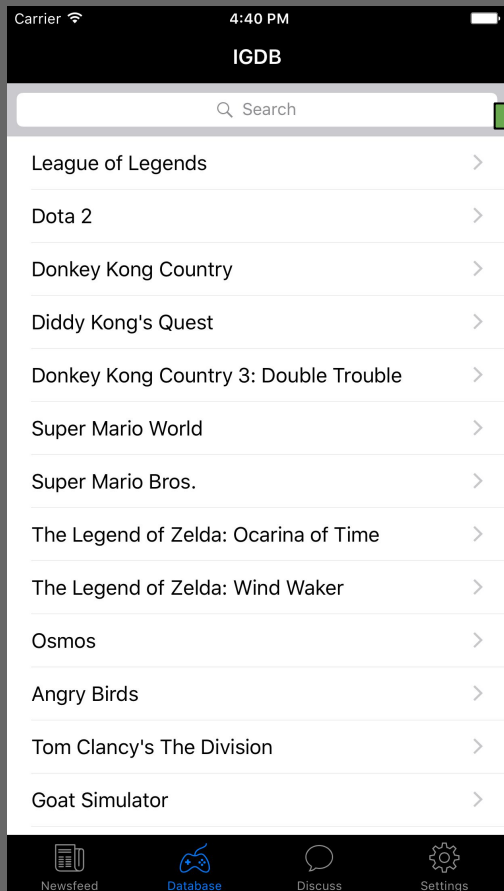 Carrier 4:40 PM
IGDB
Search
League of Legends
Dota 2
Donkey Kong Country
Diddy Kong's Quest
Donkey Kong Country 3: Double Trouble
Super Mario World
Super Mario Bros.
The Legend of Zelda: Ocarina of Time
The Legend of Zelda: Wind Waker
Osmos
Angry Birds
Tom Clancy's The Division
Goat Simulator
Newsfeed Database Discuss Settings